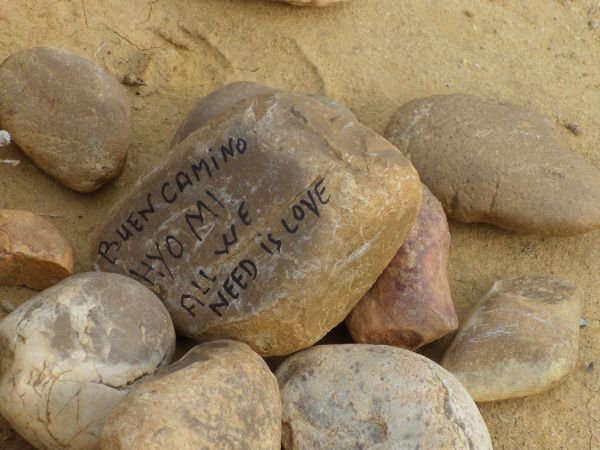 BUEN CAMINO
HYO MI
All WE
NEED IS LOVE